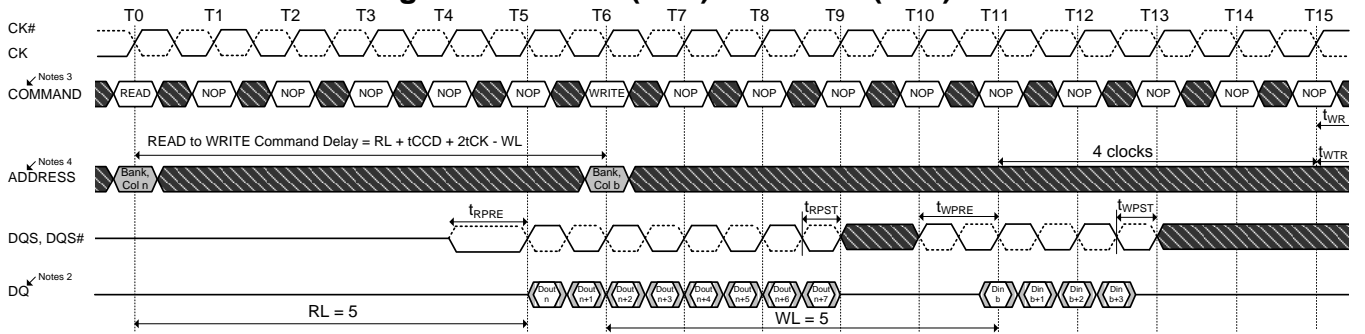 T0 T1 T2 T3 T4 T5 T6 T7 T8 T9 T10 T11 T12 T13 T14 T15
CK#
CK
Notes 3
COMMAND READ NOP NOP NOP NOP NOP WRITE NOP NOP NOP NOP NOP NOP NOP NOP NOP
tWR
READ to WRITE Command Delay = RL + tCCD + 2tCK - WL
4 clocks
tWTR
Notes 4
ADDRESS Bank, Col n Bank, Col b
tRPRE tRPST tWPRE tWPST
DQS, DQS#
Notes 2
DQ Dout n Dout n+1 Dout n+2 Dout n+3 Dout n+4 Dout n+5 Dout n+6 Dout n+7 Din b Din b+1 Din b+2 Din b+3
RL = 5 WL = 5